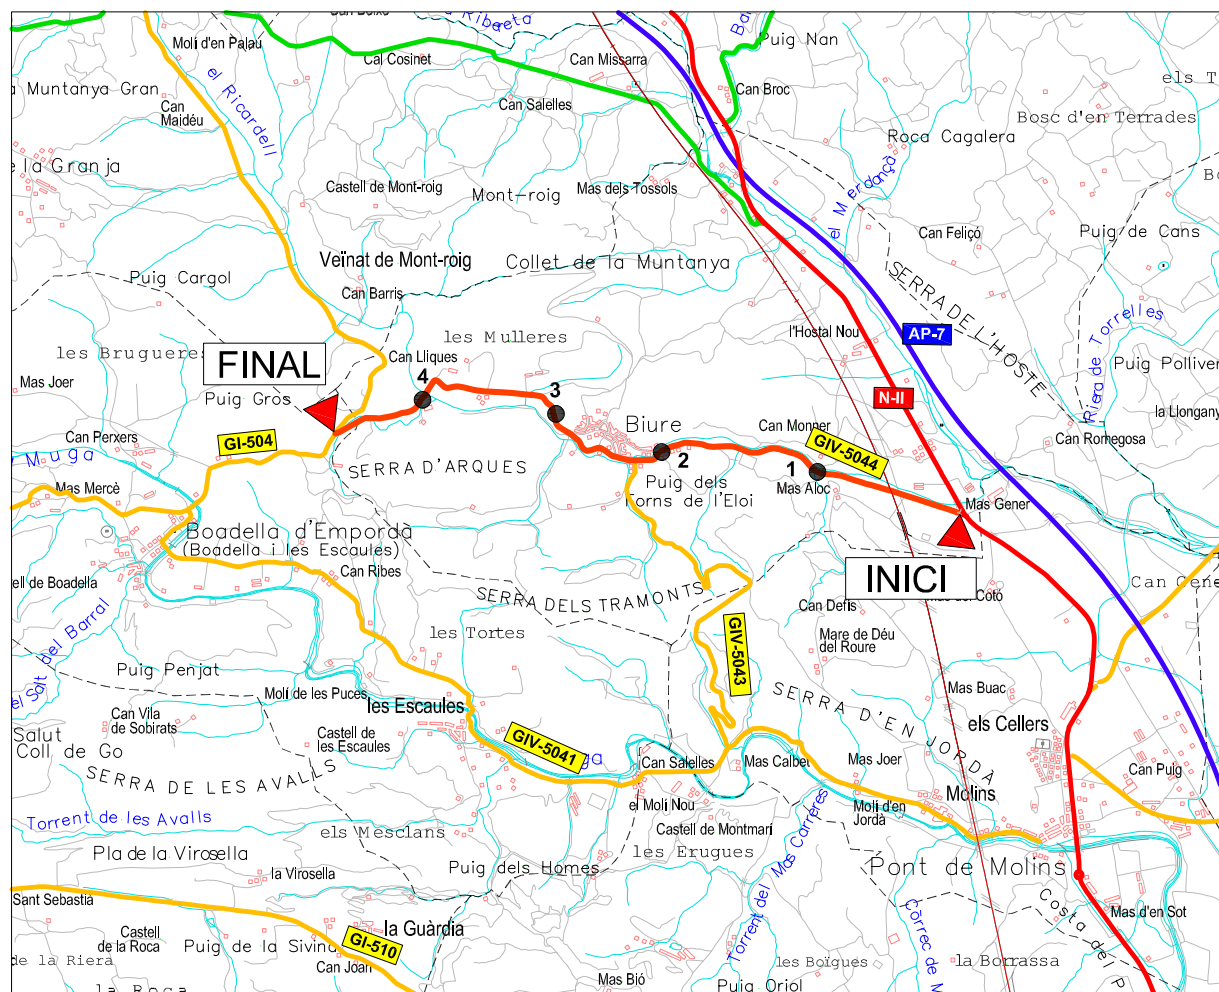 Can Boixo
Ribereta
Molí d'en Palau
el Ricardell
Cal Cosinet
Can Missarra
Puig Nan
Muntanya Gran
Can
Maidéu
Can Salelles
Can Broc
els
Bosc d'en Terrades
Roca Cagalera
la Granja
Castell de Mont-roig
Mont-roig
Mas dels Tossols
el Merdançà
Can Feliçó
Puig de Cans
Veïnat de Mont-roig
Collet de la Muntanya
SERRA DE L'HOSTE
Puig Cargol
Can Barris
Riera de Torrelles
l'Hostal Nou
AP-7
les Mulleres
les Brugueres
FINAL
Can Lliques
Puig Polliver
Mas Joer
4
3
N-II
Puig Gros
la Llongany
Can Perxers
GI-504
Biure
Can Monner
GIV-5044
Can Romegosa
Muga
SERRA D'ARQUES
2
1
Mas Mercè
Puig dels
Forns de l'Eloi
Mas Aloc
Mas Gener
Boadella d'Empordà
(Boadella i les Escaules)
INICI
Can Ribes
ell de Boadella
SERRA DELS TRAMONTS
Can Gene
Can Defis
Cotó
el Salt del Barral
les Tortes
Mare de Déu
del Roure
GIV-5043
Puig Penjat
Molí de les Puces
les Escaules
Mas Buac
SERRA D'EN JORDÀ
els Cellers
Can Vila
de Sobirats
Salut
Coll de Go
Castell de
les Escaules
GIV-5041
Can Salelles
Mas Calbet
Mas Joer
Can Puig
SERRA DE LES AVALLS
el Molí Nou
Molí d'en
Jordà
Molins
Torrent de les Avalls
els Mesclans
Castell de Montmarí
les Erugues
Torrent del Mas Carreres
Pla de la Virosella
Puig dels Homes
Pont de Molins
la Virosella
Sant Sebastià
Costa del P
Mas d'en Sot
Castell
de la Roca
Puig de la Sivina
la Guàrdia
GI-510
Còrrec de M
de la Riera
Can Joan
les Boïgues
la Borrassa
la Roca
Mas Bió
Puig Oriol